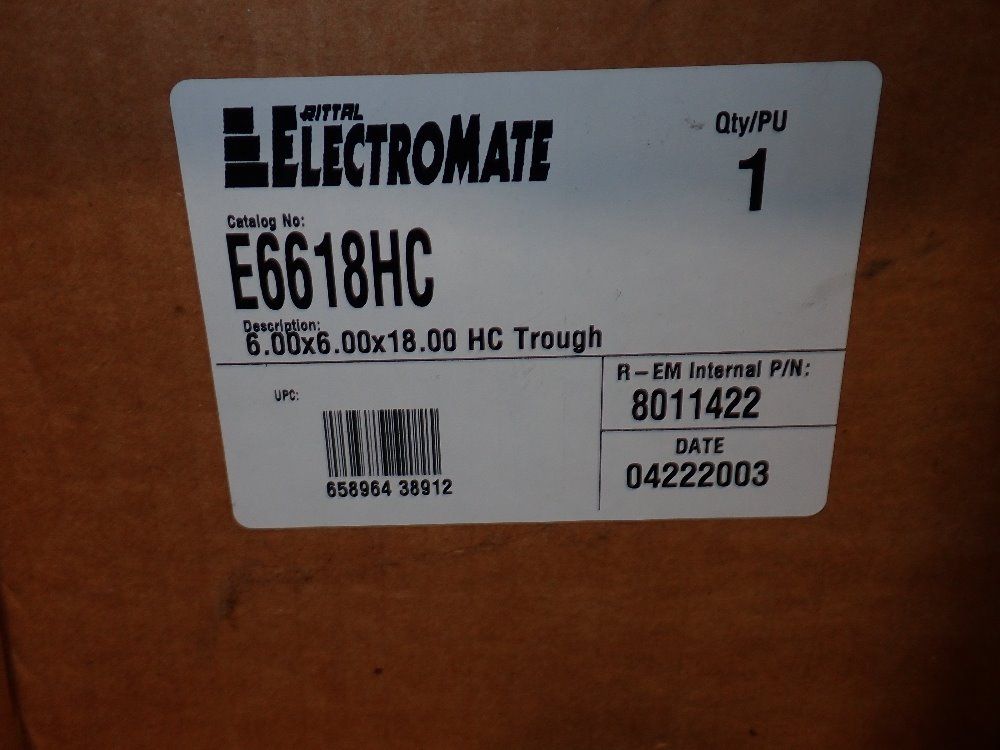 RITTAL
ELECTROMATE
Qty/PU
1
Catalog No:
E6618HC
Description:
6.00x6.00x18.00 HC Trough
UPC:
658964 38912
R-EM Internal P/N:
8011422
DATE
04222003